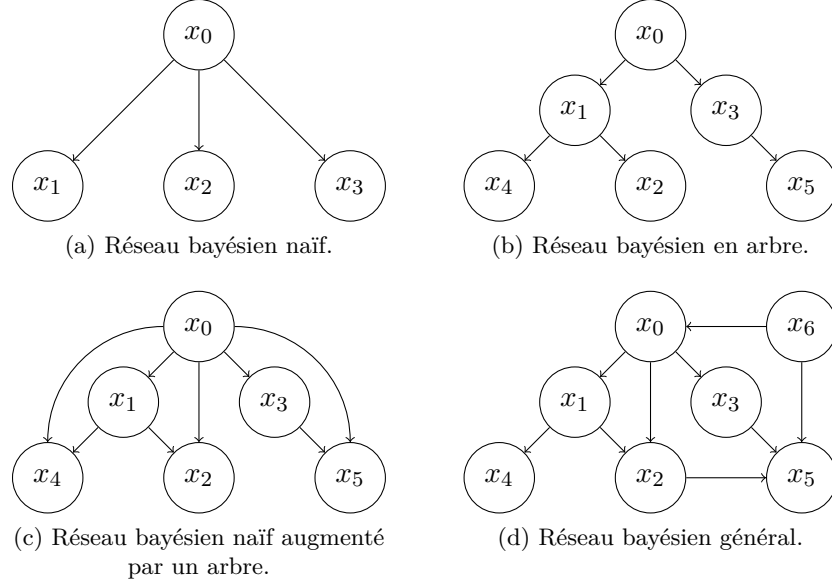 x0
x1 x2 x3
(a) Réseau bayésien naïf.
x0
x1 x3
x4 x2 x5
(b) Réseau bayésien en arbre.
x0
x1 x3
x4 x2 x5
(c) Réseau bayésien naïf augmenté
par un arbre.
x0 x6
x1 x3
x4 x2 x5
(d) Réseau bayésien général.